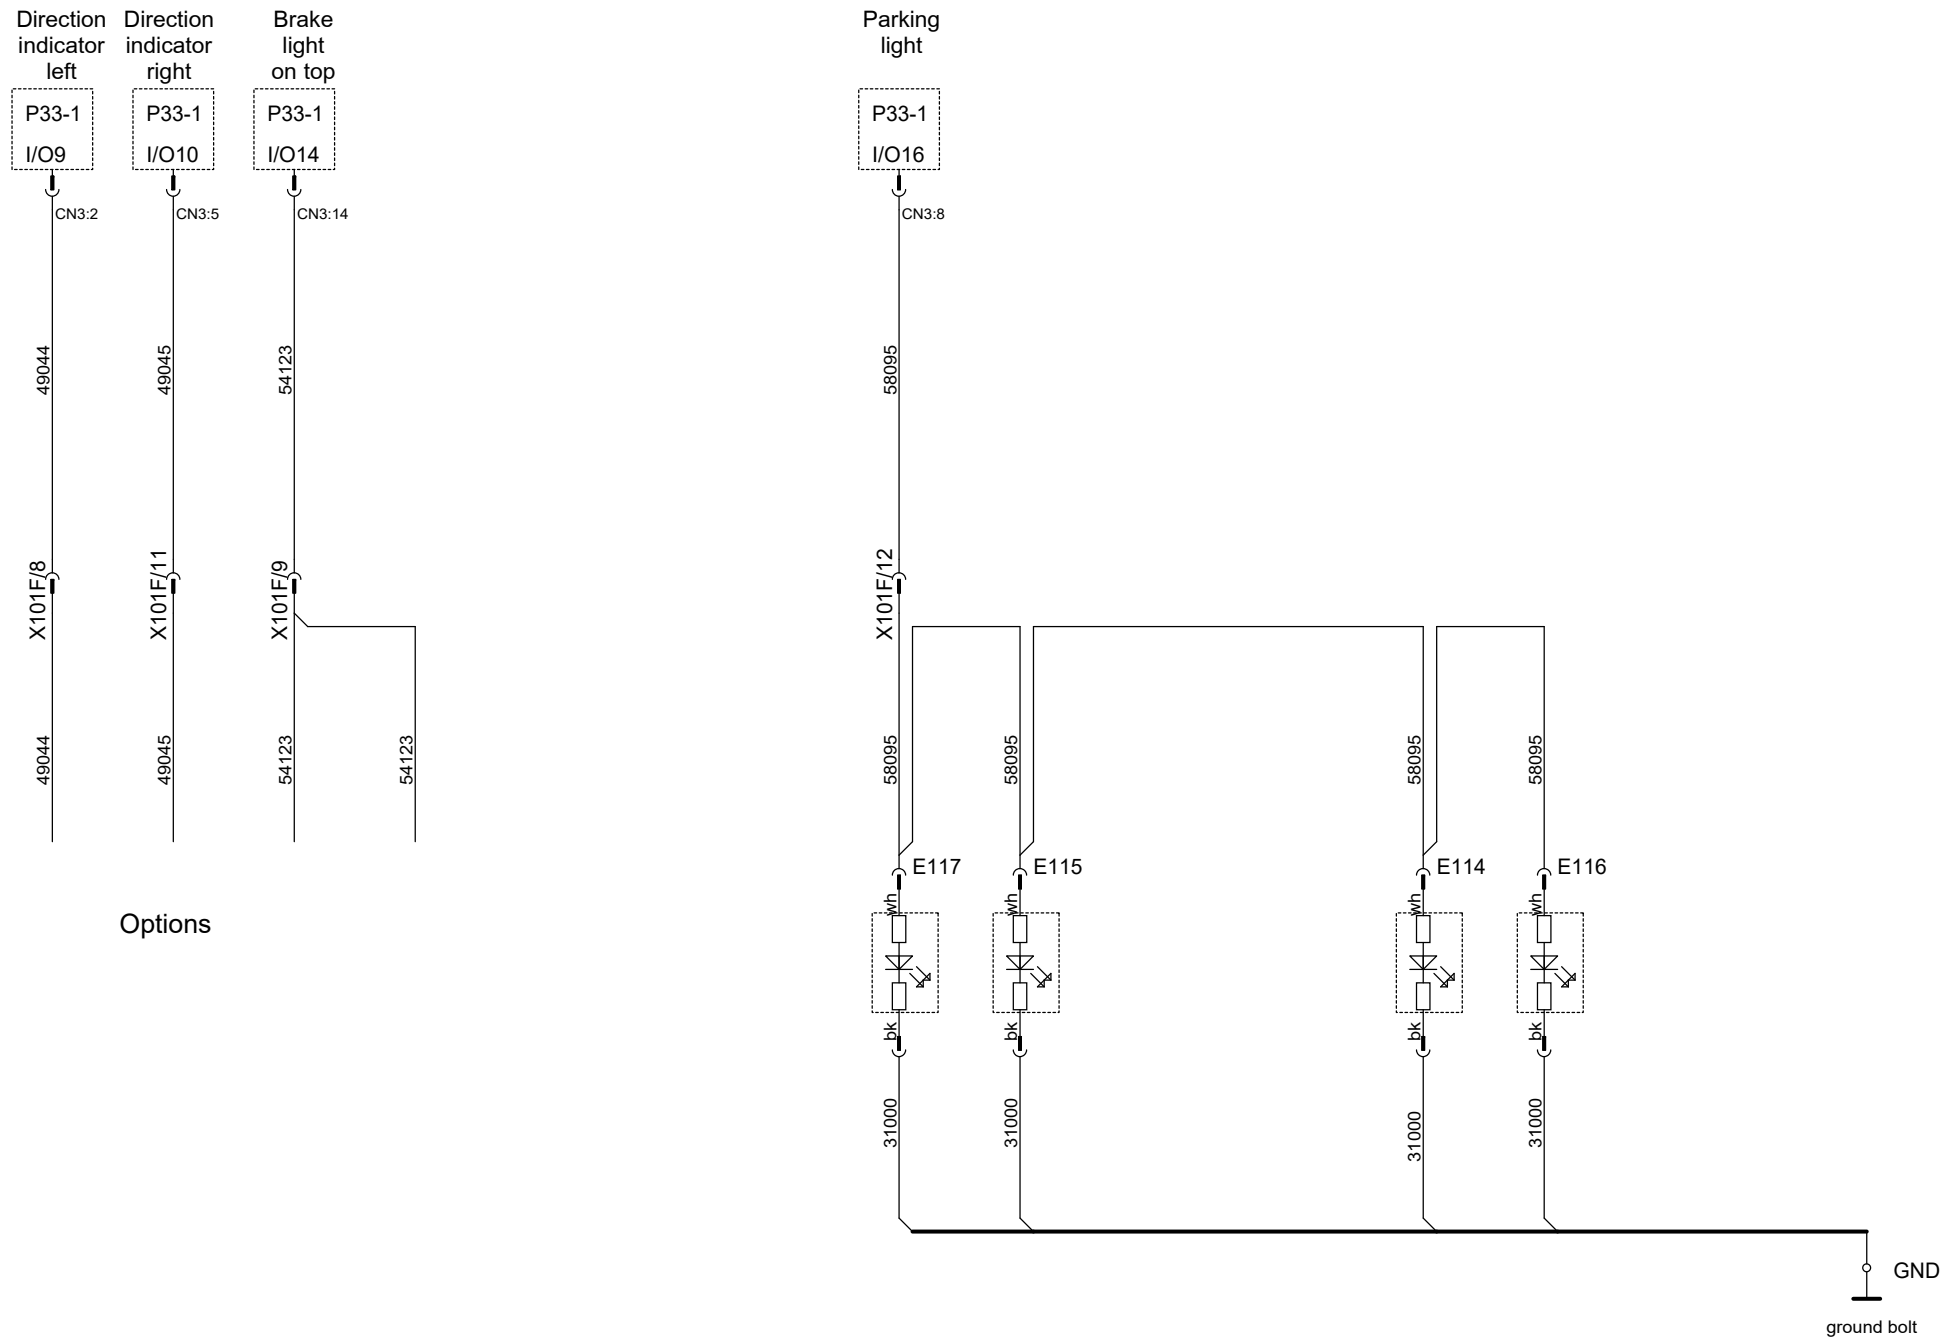 Direction
indicator
left
Direction
indicator
right
Brake
light
on top
Parking
light
P33-1
I/O9
P33-1
I/O10
P33-1
I/O14
P33-1
I/O16
CN3:2
CN3:5
CN3:14
CN3:8
49044
49045
54123
58095
X101F/8
X101F/11
X101F/9
X101F/12
49044
49045
54123
54123
58095
58095
58095
58095
E117
E115
E114
E116
wh
wh
wh
wh
Options
bk
bk
bk
bk
31000
31000
31000
31000
GND
ground bolt